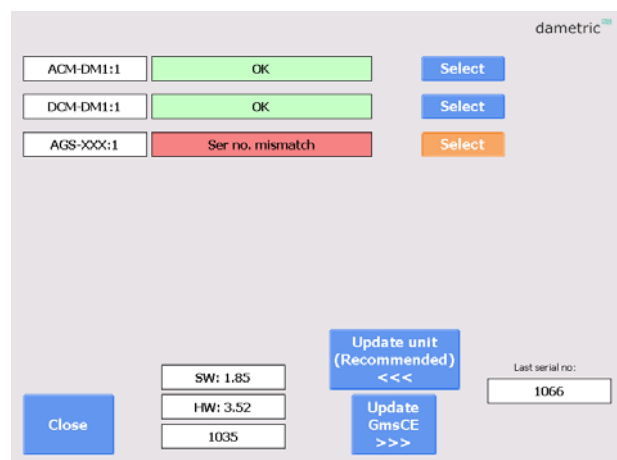 dametric
ACM-DM1:1 OK Select
DCM-DM1:1 OK Select
AGS-XXX:1 Ser no. mismatch Select
Update unit
(Recommended)
<<<
Last serial no:
SW: 1.85
1066
HW: 3.52
Update
GmsCE
>>>
Close
1035